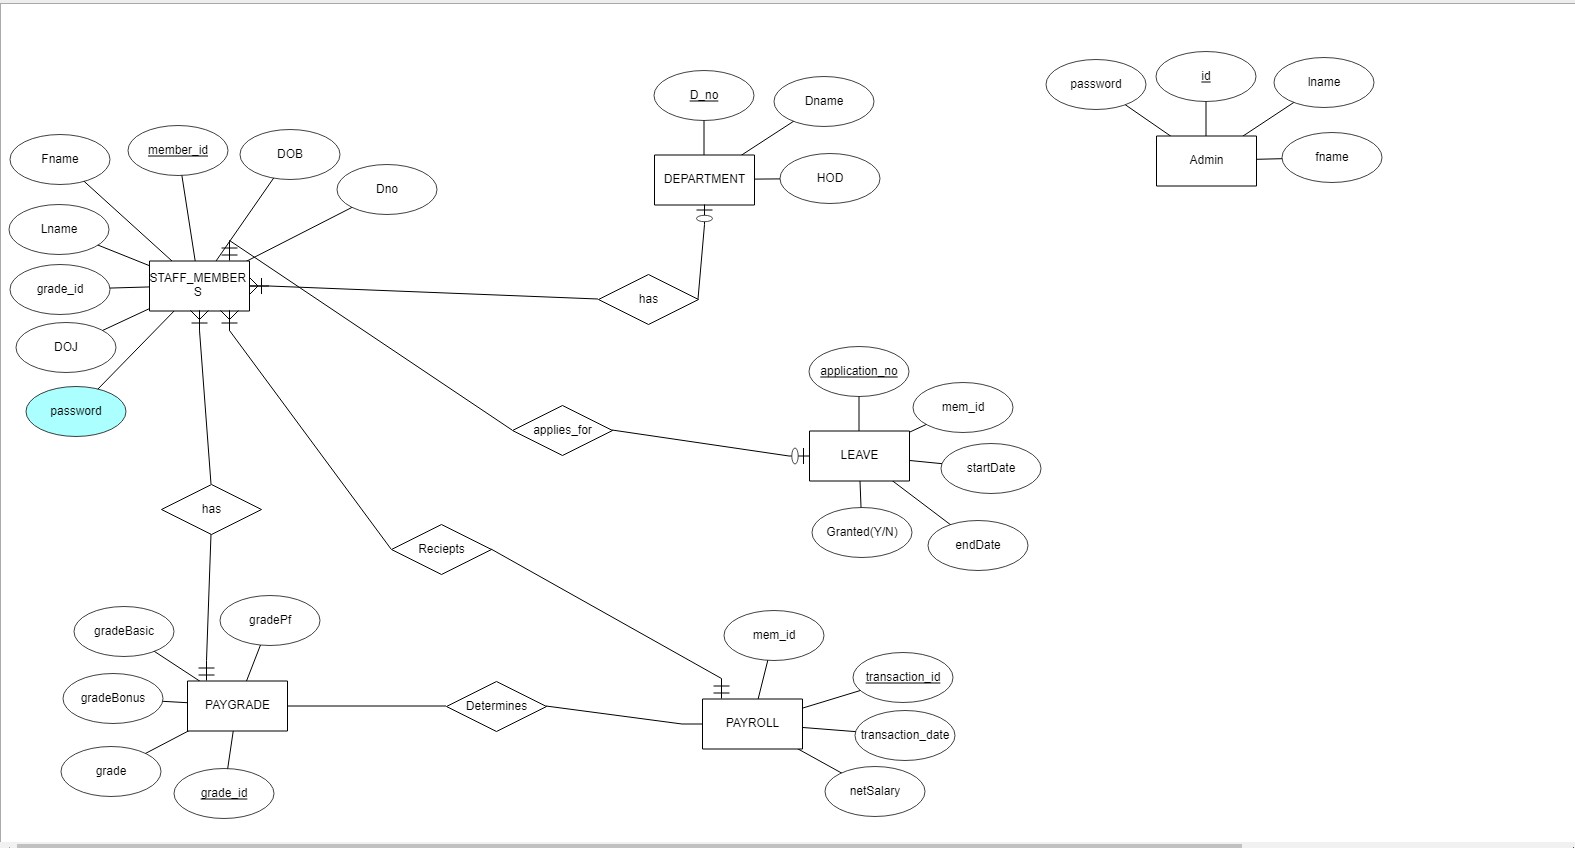 password
id
lname
Admin
fname
D_no
Dname
DEPARTMENT
HOD
Fname
member_id
DOB
Dno
Lname
grade_id
DOJ
password
STAFF_MEMBER
S
has
application_no
mem_id
LEAVE
startDate
Granted(Y/N)
endDate
applies_for
has
Reciepts
gradeBasic
gradePf
gradeBonus
PAYGRADE
grade
grade_id
Determines
mem_id
transaction_id
PAYROLL
transaction_date
netSalary